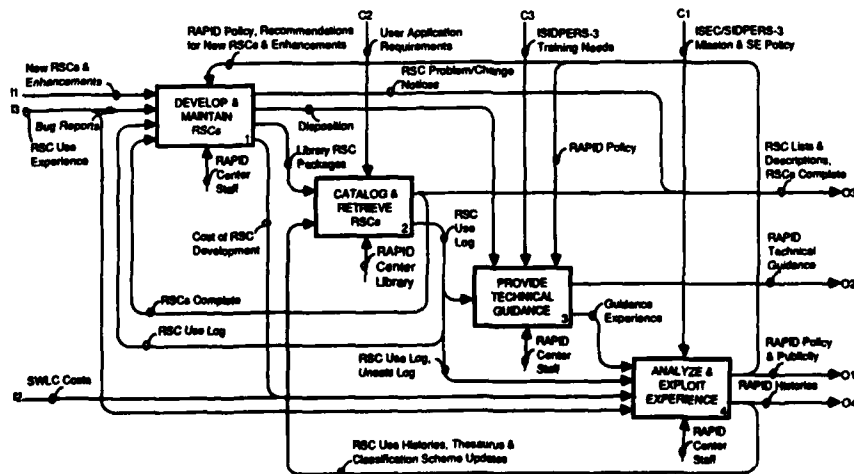 C2
C3
C1
RAPID Policy, Recommendations
for New RSCs & Enhancements
User Application
Requirements
ISIDPERS-3
Training Needs
ISEC/SIDPERS-3
Mission & SE Policy
New RSCs &
Enhancements
I1
I3
Bug Reports
RSC Use
Experience
DEVELOP &
MAINTAIN
RSCs
1
RAPID
Center
Staff
RSC Problem/Change
Notices
Disposition
Library RSC
Packages
RAPID Policy
RSC Lists &
Descriptions,
RSCs Complete
O3
CATALOG &
RETRIEVE
RSCs
2
RSC
Use
Log
Cost of RSC
Development
RAPID
Center
Library
RAPID
Technical
Guidance
O2
PROVIDE
TECHNICAL
GUIDANCE
3
RSCs Complete
Guidance
Experience
RSC Use Log
RSC Use Log,
Unsats Log
RAPID
Center
Staff
RAPID Policy
& Publicity
O1
SWLC Costs
I2
ANALYZE &
EXPLOIT
EXPERIENCE
4
RAPID Histories
O4
RSC Use Histories, Thesaurus &
Classification Scheme Updates
RAPID
Center
Staff